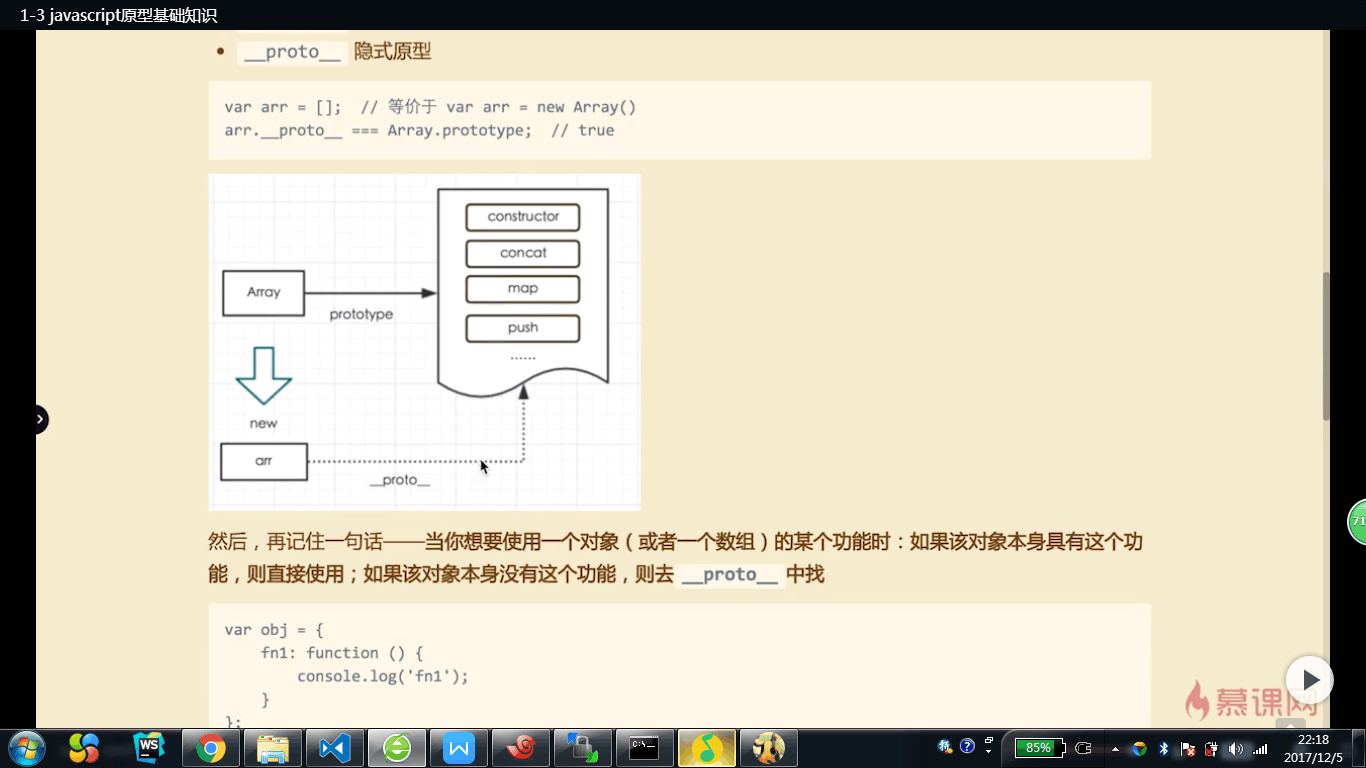 1-3 javascript原型基础知识
__proto__ 隐式原型
var arr = [];  // 等价于 var arr = new Array()
arr.__proto__ === Array.prototype;  // true
constructor
concat
map
push
......
Array
prototype
new
arr
__proto__
然后，再记住一句话——当你想要使用一个对象（或者一个数组）的某个功能时：如果该对象本身具有这个功
能，则直接使用；如果该对象本身没有这个功能，则去 __proto__ 中找
var obj = {
    fn1: function () {
        console.log('fn1');
    }
};
慕课网
71
WS
C:\._
85%
22:18
2017/12/5